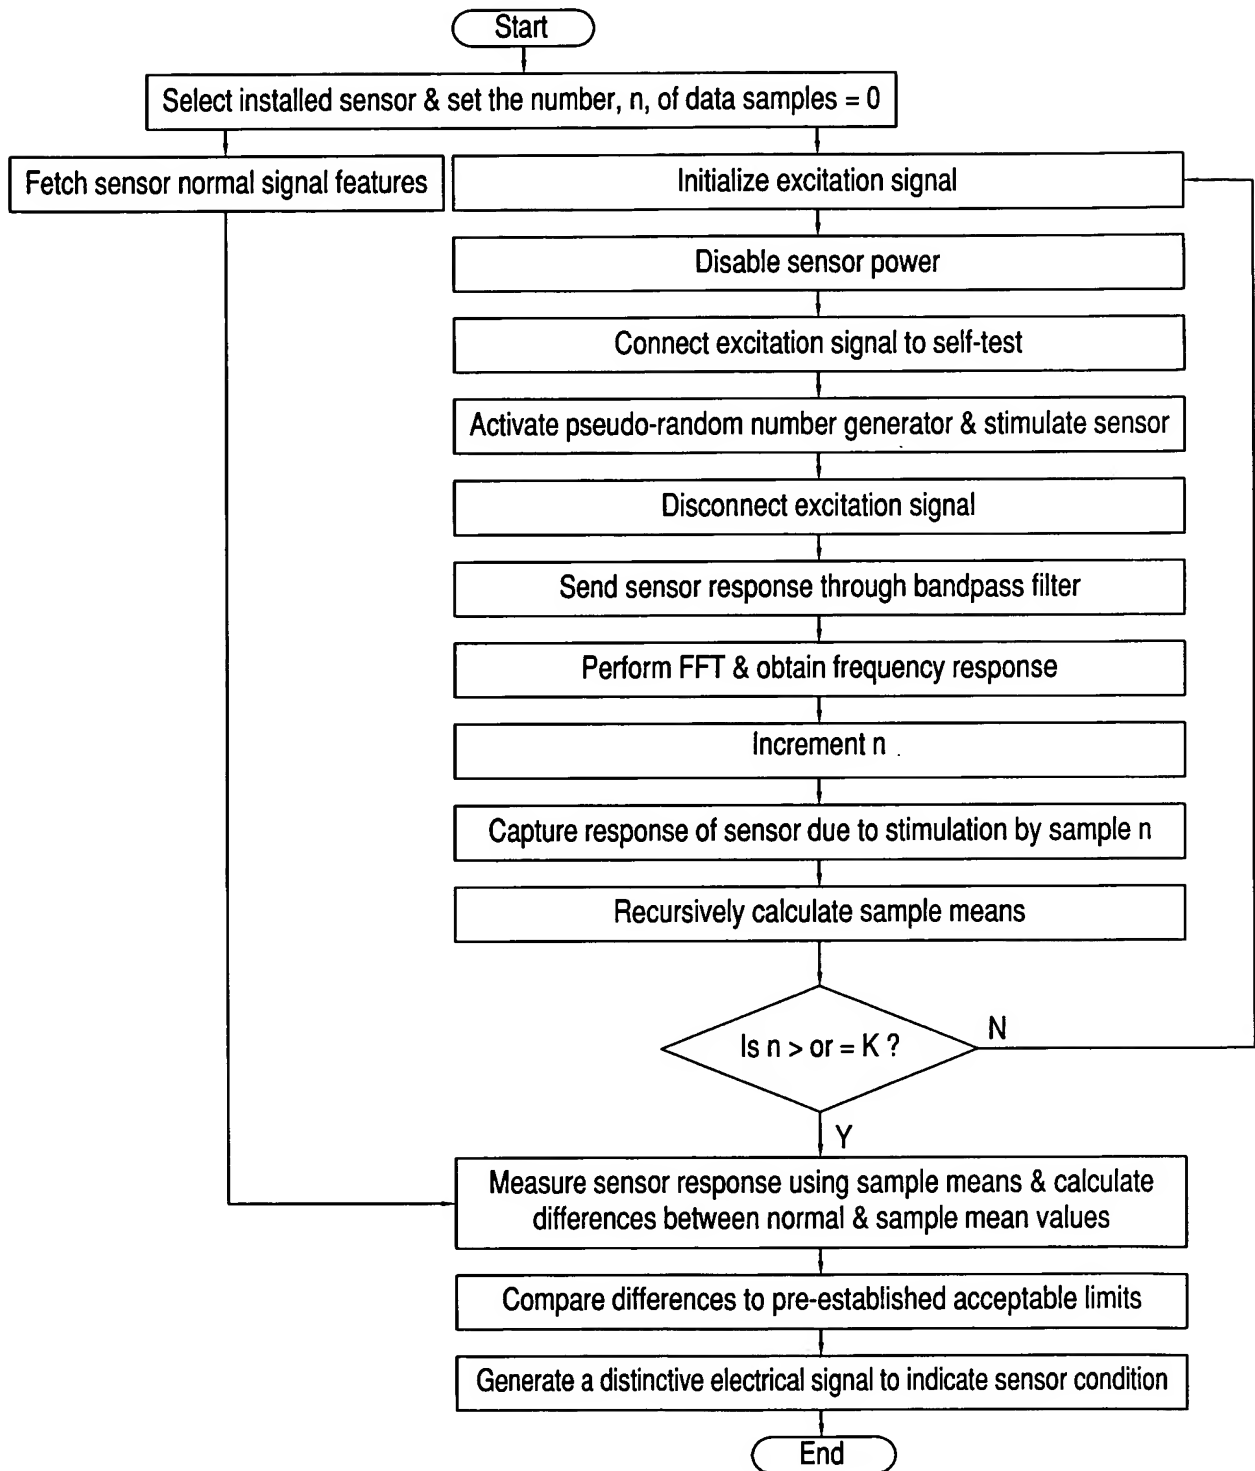 Start
Select installed sensor & set the number, n, of data samples = 0
Fetch sensor normal signal features
Initialize excitation signal
Disable sensor power
Connect excitation signal to self-test
Activate pseudo-random number generator & stimulate sensor
Disconnect excitation signal
Send sensor response through bandpass filter
Perform FFT & obtain frequency response
Increment n
Capture response of sensor due to stimulation by sample n
Recursively calculate sample means
Is n > or = K ?
N
Y
Measure sensor response using sample means & calculate
differences between normal & sample mean values
Compare differences to pre-established acceptable limits
Generate a distinctive electrical signal to indicate sensor condition
End